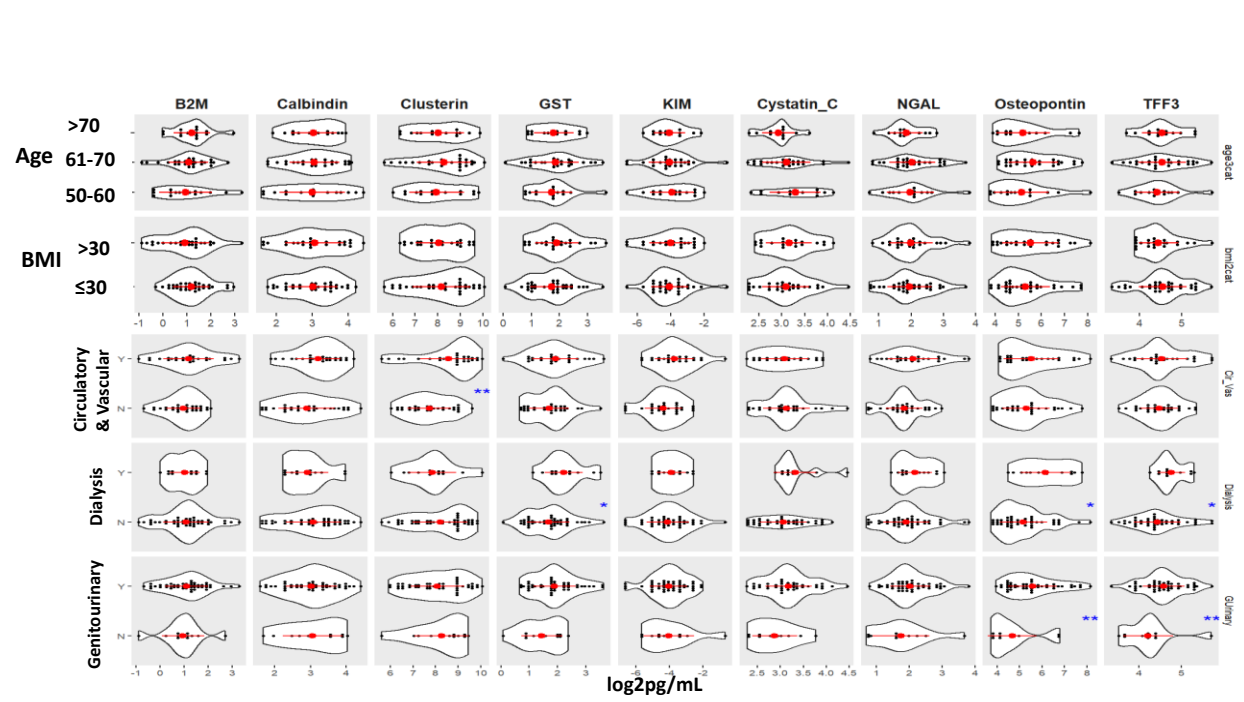 B2M Calbindin Clusterin GST KIM Cystatin_C NGAL Osteopontin TFF3
>70
Age 61-70
50-60
age3cat
BMI >30
≤30
bmi2cat
-1 0 1 2 3 2 3 4 6 7 8 9 10 0 1 2 3 -6 -4 -2 2.5 3.0 3.5 4.0 4.5 1 2 3 4 4 5 6 7 8 4 5
Circulatory
& Vascular
Y
N
**
Cir_Vas
Dialysis
Y
N
* * *
Dialysis
Genitourinary
Y
N
** **
GUrinary
-1 0 1 2 3 2 3 4 6 7 8 9 10 0 1 2 3 -6 -4 -2 2.5 3.0 3.5 4.0 4.5 1 2 3 4 4 5 6 7 8 4 5
log2pg/mL